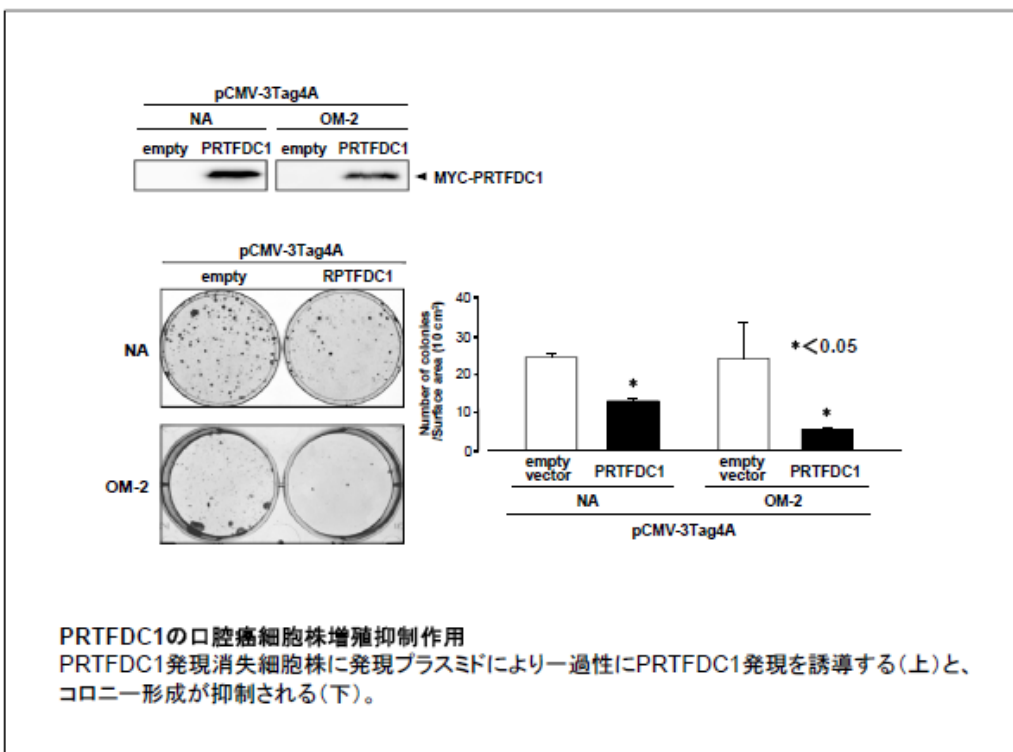 pCMV-3Tag4A
NA OM-2
empty PRTFDC1 empty PRTFDC1
MYC-PRTFDC1
pCMV-3Tag4A
empty RPTFDC1
NA
OM-2
Number of colonies
/Surface area (10 cm²)
40
30
20
10
0
*
*
*＜0.05
empty vector PRTFDC1 empty vector PRTFDC1
NA OM-2
pCMV-3Tag4A
PRTFDC1の口腔癌細胞株増殖抑制作用
PRTFDC1発現消失細胞株に発現プラスミドにより一過性にPRTFDC1発現を誘導する（上）と、
コロニー形成が抑制される（下）。